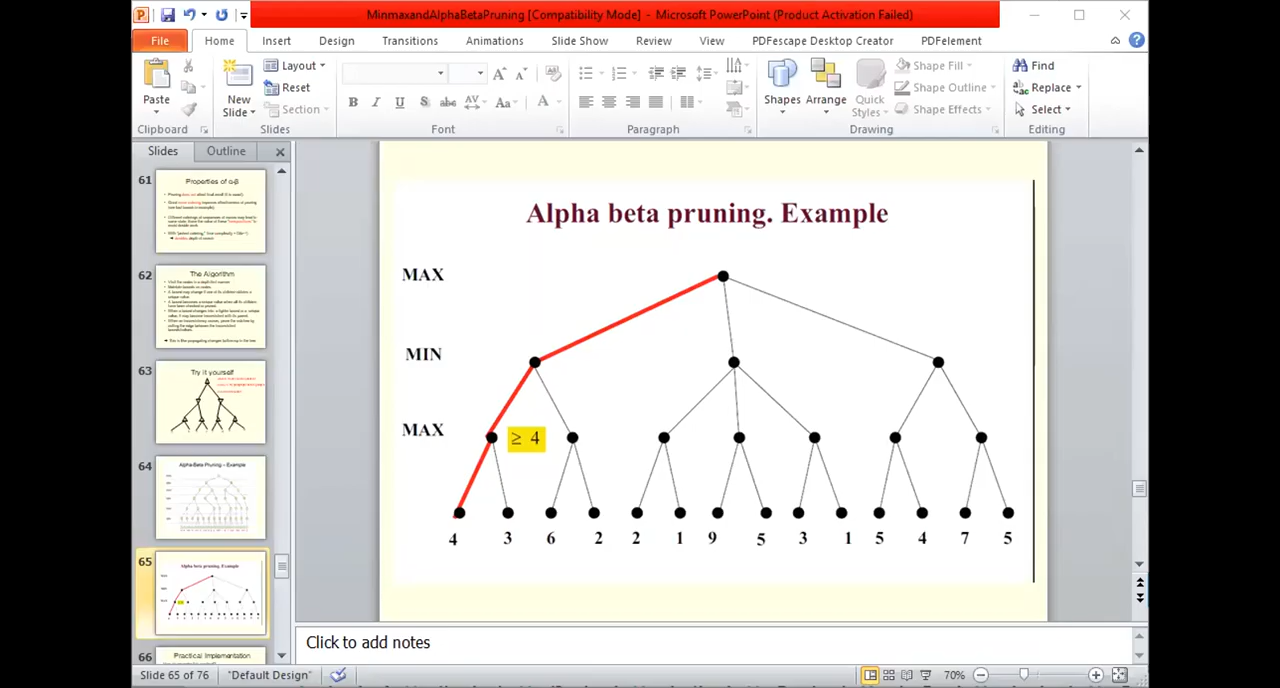 MinmaxandAlphaBetaPruning [Compatibility Mode] - Microsoft PowerPoint (Product Activation Failed)
File Home Insert Design Transitions Animations Slide Show Review View PDFescape Desktop Creator PDFelement
Paste
New Slide
Layout
Reset
Section
Shapes Arrange Quick Styles
Shape Fill
Shape Outline
Shape Effects
Find
Replace
Select
Clipboard Slides Font Paragraph Drawing Editing
Slides Outline
61
Properties of α-β
62
The Algorithm
63
Try it yourself
64
Alpha-Beta Pruning – Example
65
Alpha beta pruning. Example
66
Practical Implementation
Alpha beta pruning. Example
MAX
MIN
MAX
≥ 4
4 3 6 2 2 1 9 5 3 1 5 4 7 5
Click to add notes
Slide 65 of 76 "Default Design" 70%